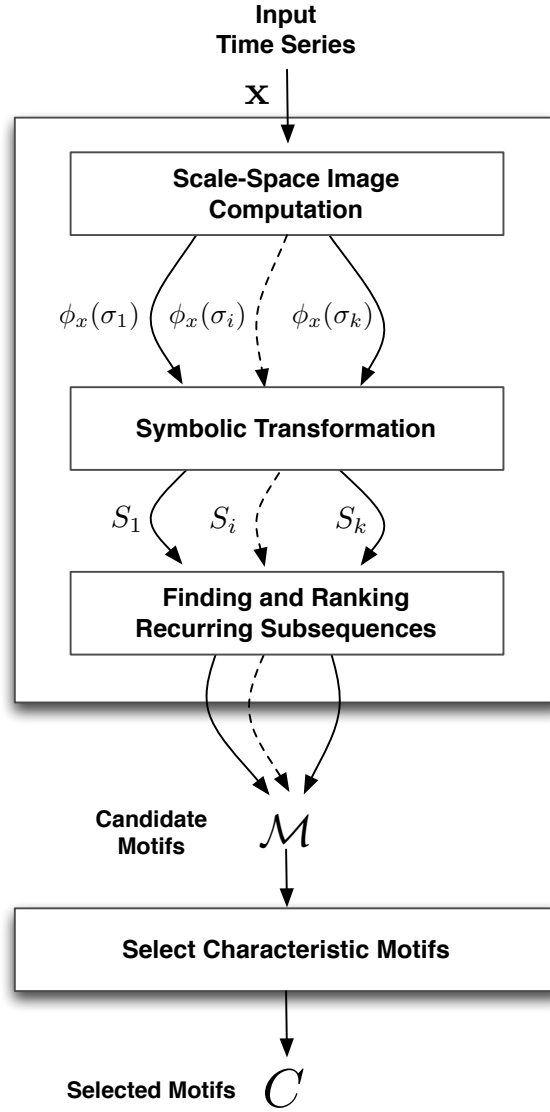 Input
Time Series
x
Scale-Space Image
Computation
ϕₓ(σ₁) ϕₓ(σᵢ) ϕₓ(σₖ)
Symbolic Transformation
S₁ Sᵢ Sₖ
Finding and Ranking
Recurring Subsequences
Candidate
Motifs
ℳ
Select Characteristic Motifs
Selected Motifs C